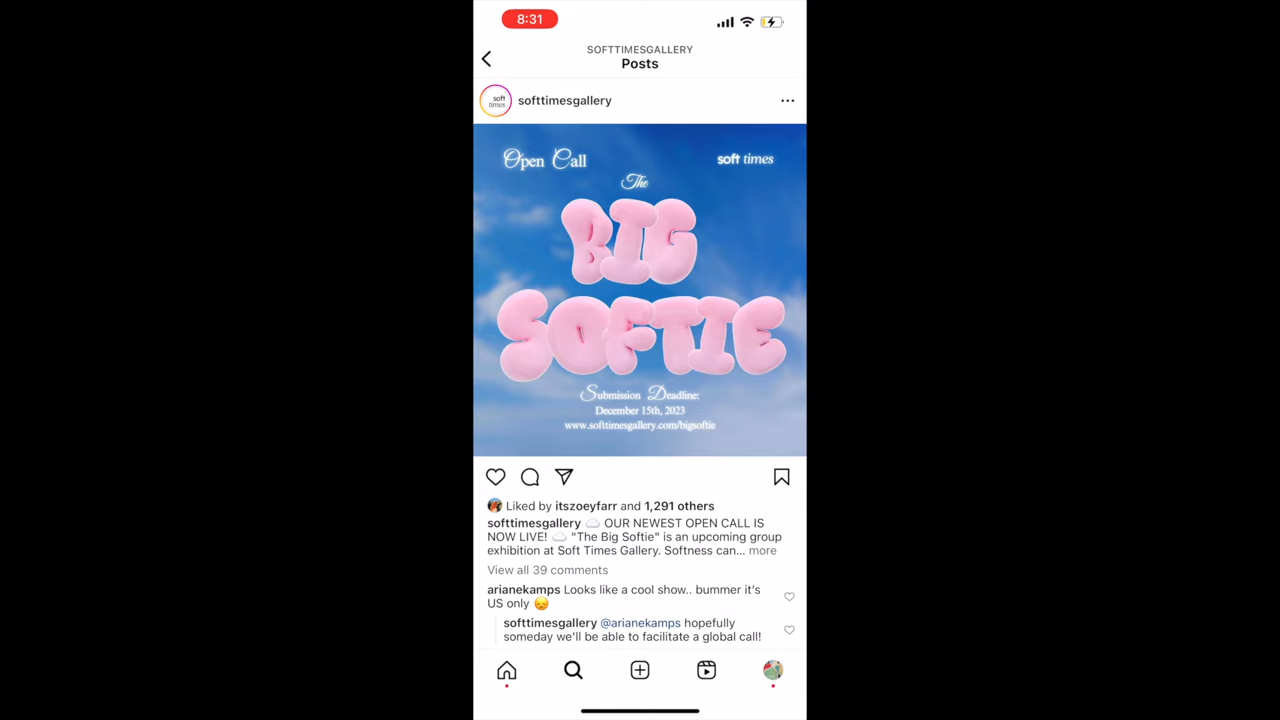 8:31
SOFTTIMESGALLERY
Posts
soft
times
softtimesgallery
Open Call
soft times
The
BIG
SOFTIE
Submission Deadline:
December 15th, 2023
www.softtimesgallery.com/bigsoftie
Liked by itszoeyfarr and 1,291 others
softtimesgallery ☁️ OUR NEWEST OPEN CALL IS
NOW LIVE! ☁️ "The Big Softie" is an upcoming group
exhibition at Soft Times Gallery. Softness can... more
View all 39 comments
arianekamps Looks like a cool show.. bummer it's
US only 😞
softtimesgallery @arianekamps hopefully
someday we'll be able to facilitate a global call!